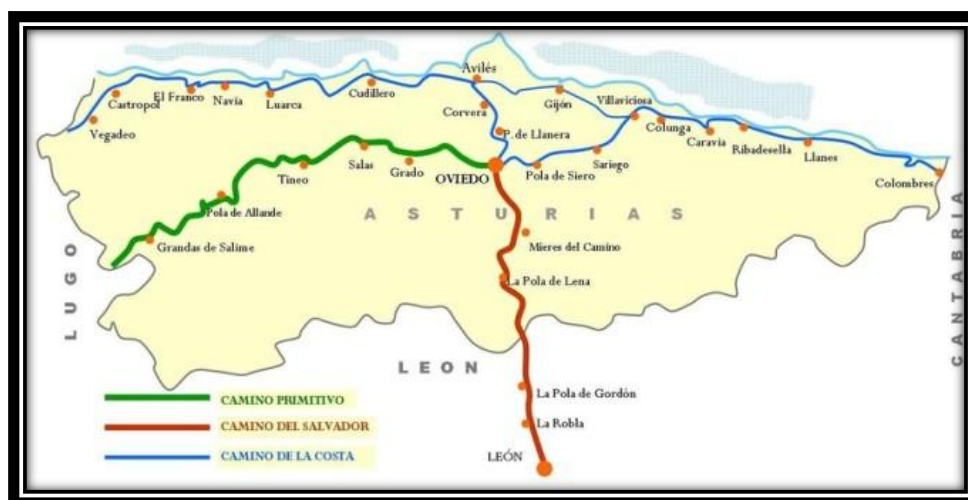 Avilés
Cudillero
El Franco
Navia
Luarca
Castropol
Vegadeo
Corvera
Gijón
Villaviciosa
P. de Llanera
Colunga
Caravia
Ribadesella
Llanes
Colombres
Sariego
Pola de Siero
OVIEDO
Salas
Grado
Tineo
Pola de Allande
Grandas de Salime
ASTURIAS
Mieres del Camino
La Pola de Lena
LUGO
CANTABRIA
LEON
La Pola de Gordón
La Robla
LEÓN
CAMINO PRIMITIVO
CAMINO DEL SALVADOR
CAMINO DE LA COSTA